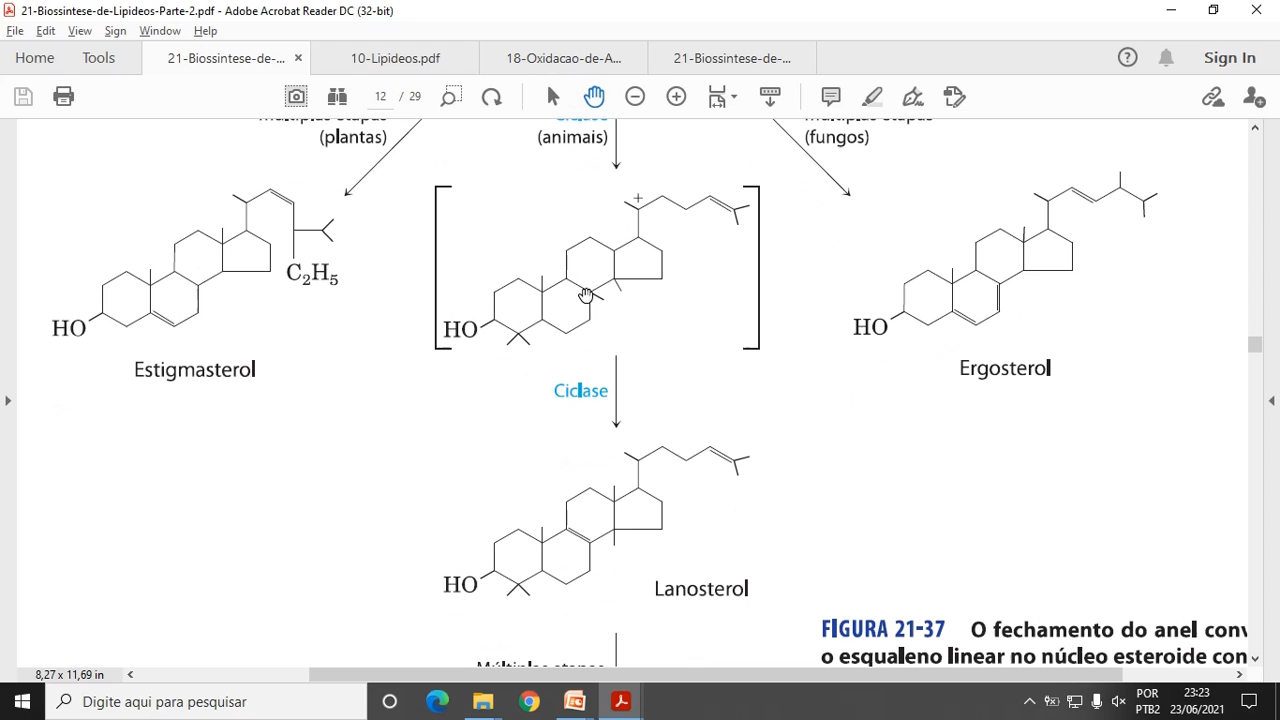 21-Biossintese-de-Lipideos-Parte-2.pdf - Adobe Acrobat Reader DC (32-bit)
File Edit View Sign Window Help
Home Tools 21-Biossintese-de-... × 10-Lipideos.pdf 18-Oxidacao-de-A... 21-Biossintese-de-... Sign In
12 / 29
(plantas) (animais) (fungos)
+
C₂H₅
HO HO HO
Estigmasterol Ergosterol
Ciclase
HO
Lanosterol
FIGURA 21-37 O fechamento do anel conv
o esqualeno linear no núcleo esteroide con
8,27 x 11,69 in
Digite aqui para pesquisar
POR 23:23
PTB2 23/06/2021